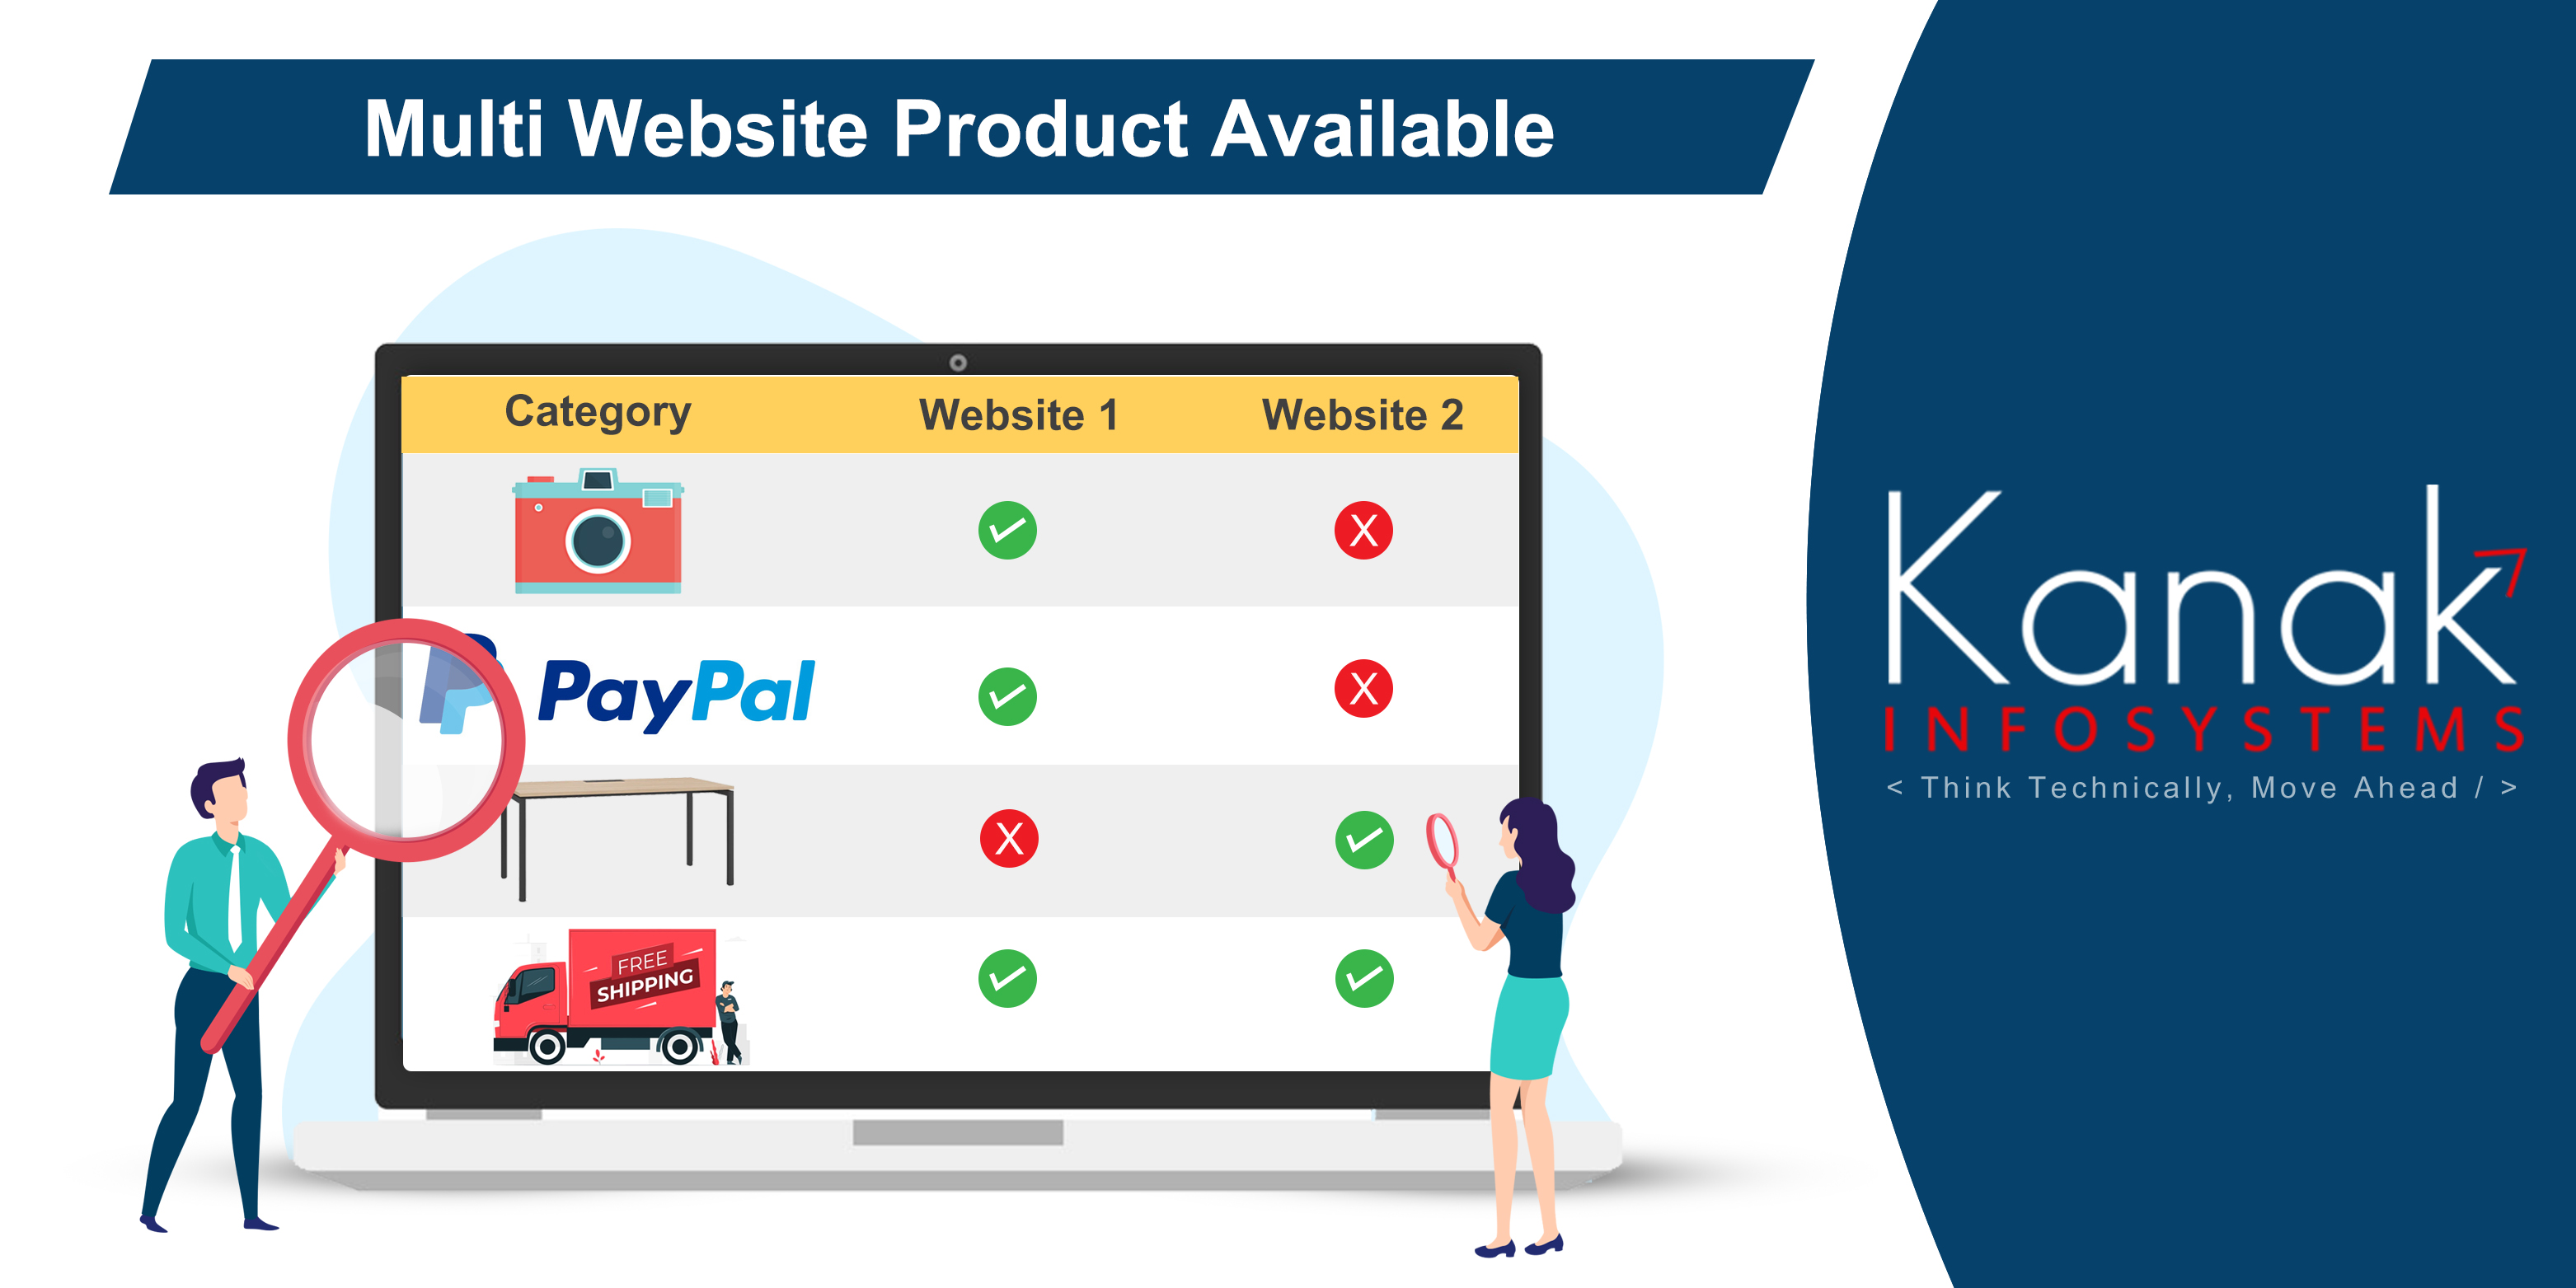 Multi Website Product Available
Category Website 1 Website 2
X
PayPal X
X
FREE
SHIPPING
Kanak
INFOSYSTEMS
< Think Technically, Move Ahead / >